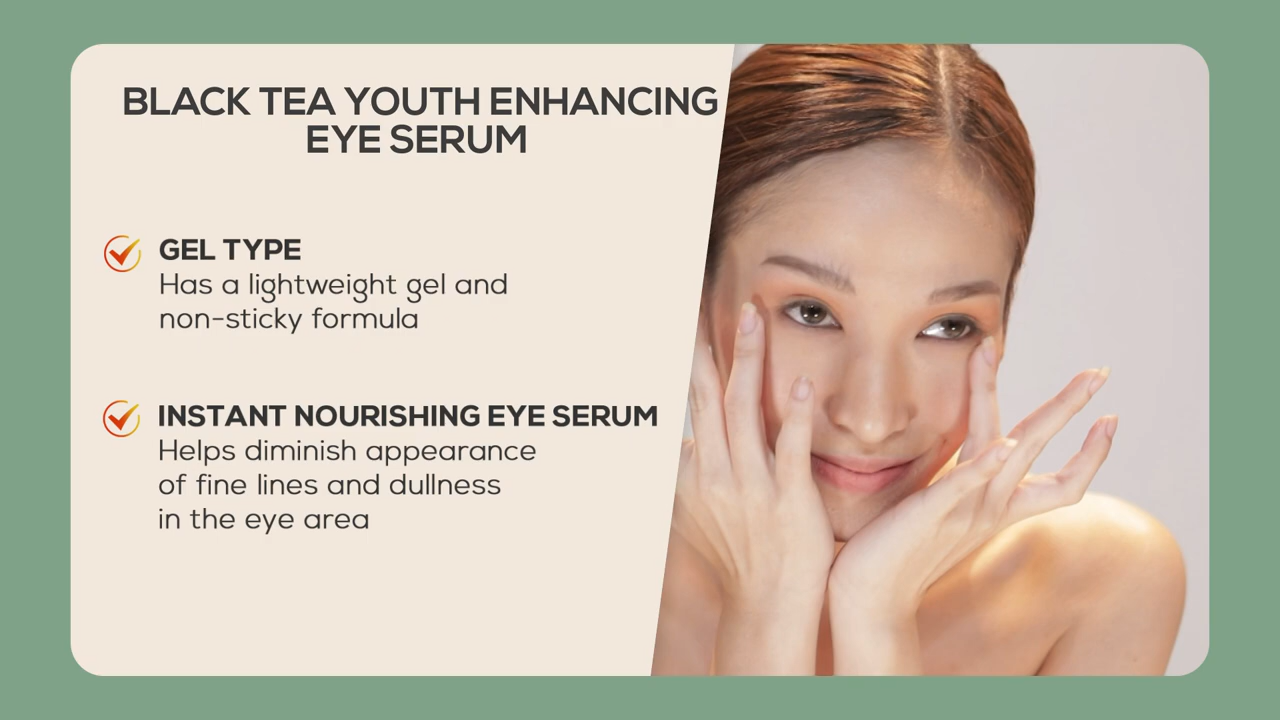 BLACK TEA YOUTH ENHANCING
EYE SERUM
GEL TYPE
Has a lightweight gel and
non-sticky formula
INSTANT NOURISHING EYE SERUM
Helps diminish appearance
of fine lines and dullness
in the eye area